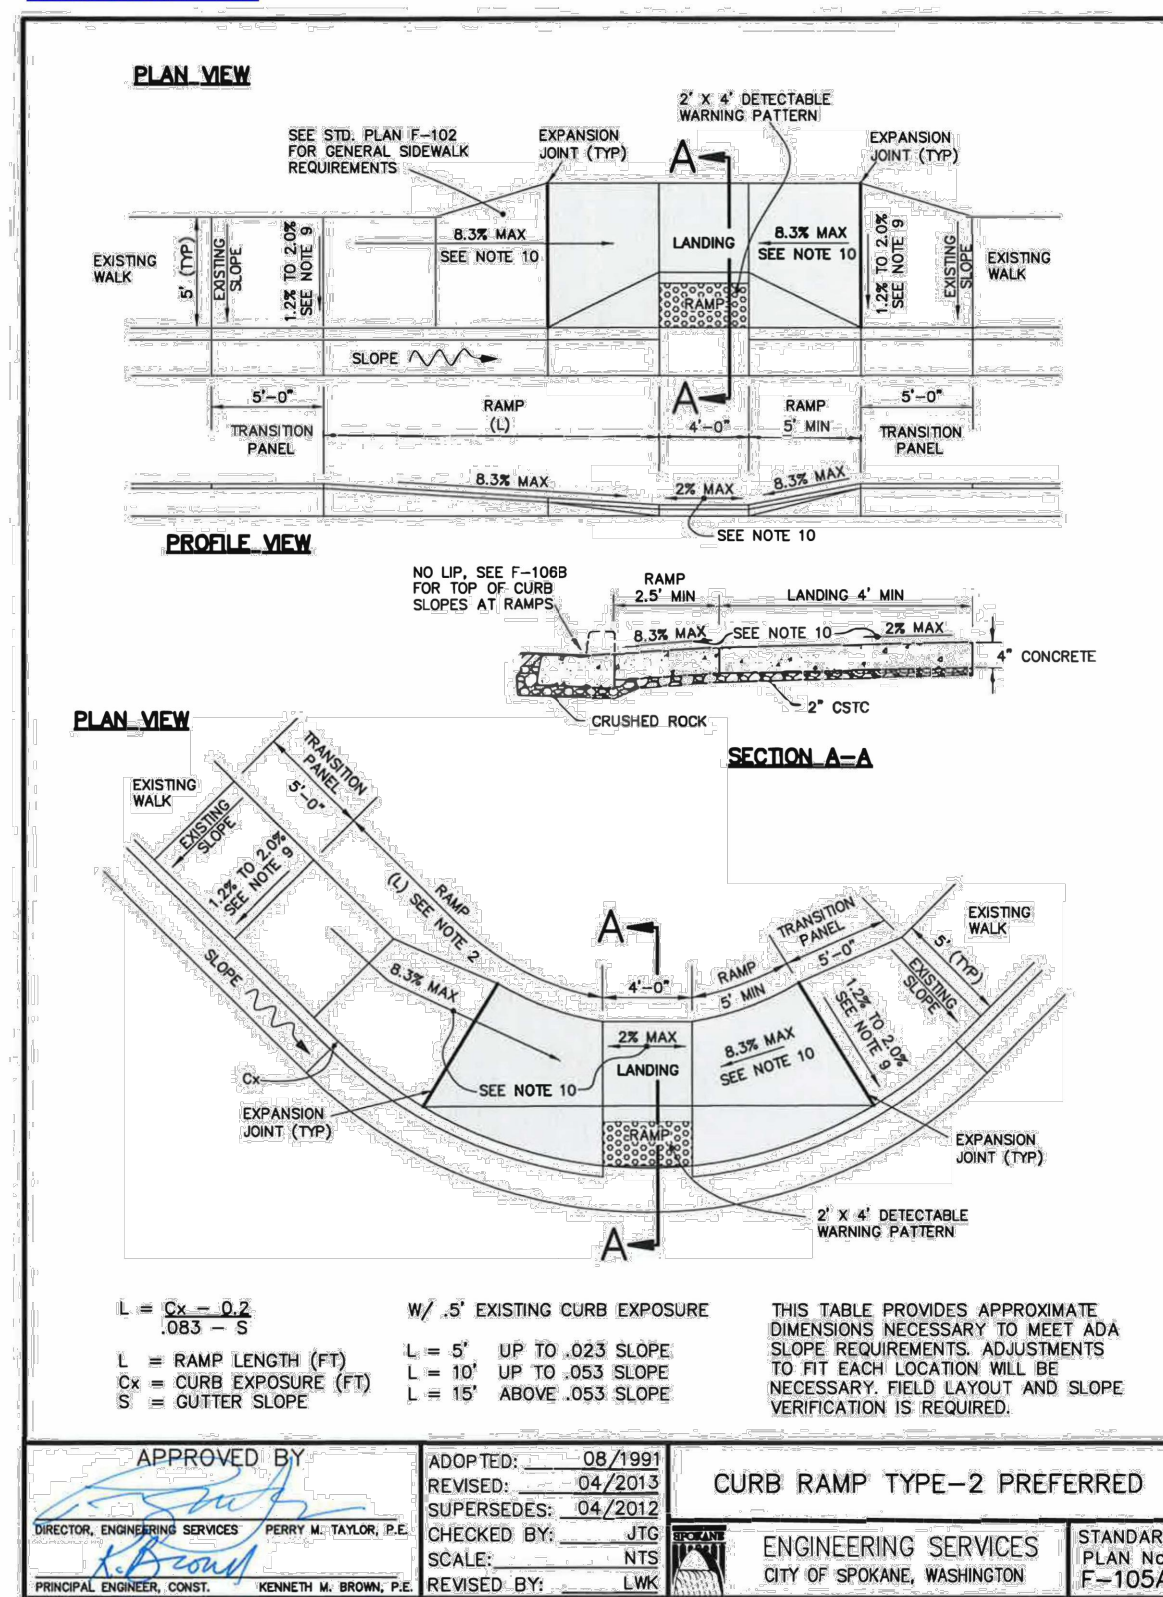 PLAN VIEW
2' X 4' DETECTABLE
WARNING PATTERN
SEE STD. PLAN F-102
FOR GENERAL SIDEWALK
REQUIREMENTS
EXPANSION
JOINT (TYP)
EXPANSION
JOINT (TYP)
A
EXISTING
WALK
5' (TYP)
EXISTING
SLOPE
1.2% TO 2.0%
SEE NOTE 9
8.3% MAX
SEE NOTE 10
LANDING
8.3% MAX
SEE NOTE 10
1.2% TO 2.0%
SEE NOTE 9
EXISTING
SLOPE
EXISTING
WALK
RAMP
SLOPE
A
5'-0"
TRANSITION
PANEL
RAMP
(L)
4'-0"
RAMP
5' MIN
5'-0"
TRANSITION
PANEL
8.3% MAX
2% MAX
8.3% MAX
SEE NOTE 10
PROFILE VIEW
NO LIP, SEE F-106B
FOR TOP OF CURB
SLOPES AT RAMPS
RAMP
2.5' MIN
LANDING 4' MIN
8.3% MAX
SEE NOTE 10
2% MAX
4" CONCRETE
2" CSTC
CRUSHED ROCK
SECTION A-A
PLAN VIEW
EXISTING
WALK
TRANSITION
PANEL
5'-0"
EXISTING
SLOPE
1.2% TO 2.0%
SEE NOTE 9
RAMP
(L) SEE NOTE 2
SLOPE
8.3% MAX
A
4'-0"
RAMP
5' MIN
TRANSITION
PANEL
5'-0"
EXISTING
WALK
5' (TYP)
EXISTING
SLOPE
1.2% TO 2.0%
SEE NOTE 9
2% MAX
LANDING
8.3% MAX
SEE NOTE 10
SEE NOTE 10
Cx
EXPANSION
JOINT (TYP)
RAMP
EXPANSION
JOINT (TYP)
2' X 4' DETECTABLE
WARNING PATTERN
A
L = Cx - 0.2
.083 - S
L = RAMP LENGTH (FT)
Cx = CURB EXPOSURE (FT)
S = GUTTER SLOPE
W/ .5' EXISTING CURB EXPOSURE
L = 5' UP TO .023 SLOPE
L = 10' UP TO .053 SLOPE
L = 15' ABOVE .053 SLOPE
THIS TABLE PROVIDES APPROXIMATE
DIMENSIONS NECESSARY TO MEET ADA
SLOPE REQUIREMENTS. ADJUSTMENTS
TO FIT EACH LOCATION WILL BE
NECESSARY. FIELD LAYOUT AND SLOPE
VERIFICATION IS REQUIRED.
APPROVED BY
DIRECTOR, ENGINEERING SERVICES PERRY M. TAYLOR, P.E.
K. Brown
PRINCIPAL ENGINEER, CONST. KENNETH M. BROWN, P.E.
ADOPTED: 08/1991
REVISED: 04/2013
SUPERSEDES: 04/2012
CHECKED BY: JTG
SCALE: NTS
REVISED BY: LWK
CURB RAMP TYPE-2 PREFERRED
SPOKANE
ENGINEERING SERVICES
CITY OF SPOKANE, WASHINGTON
STANDAR
PLAN No
F-105A